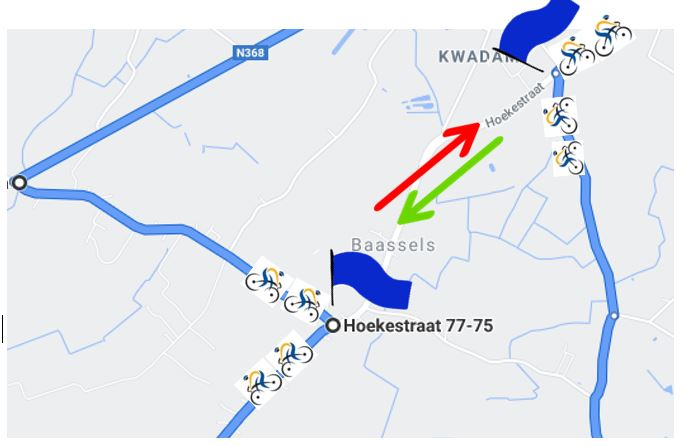 N368
KWADAM
Hoekestraat
Baassels
Hoekestraat 77-75